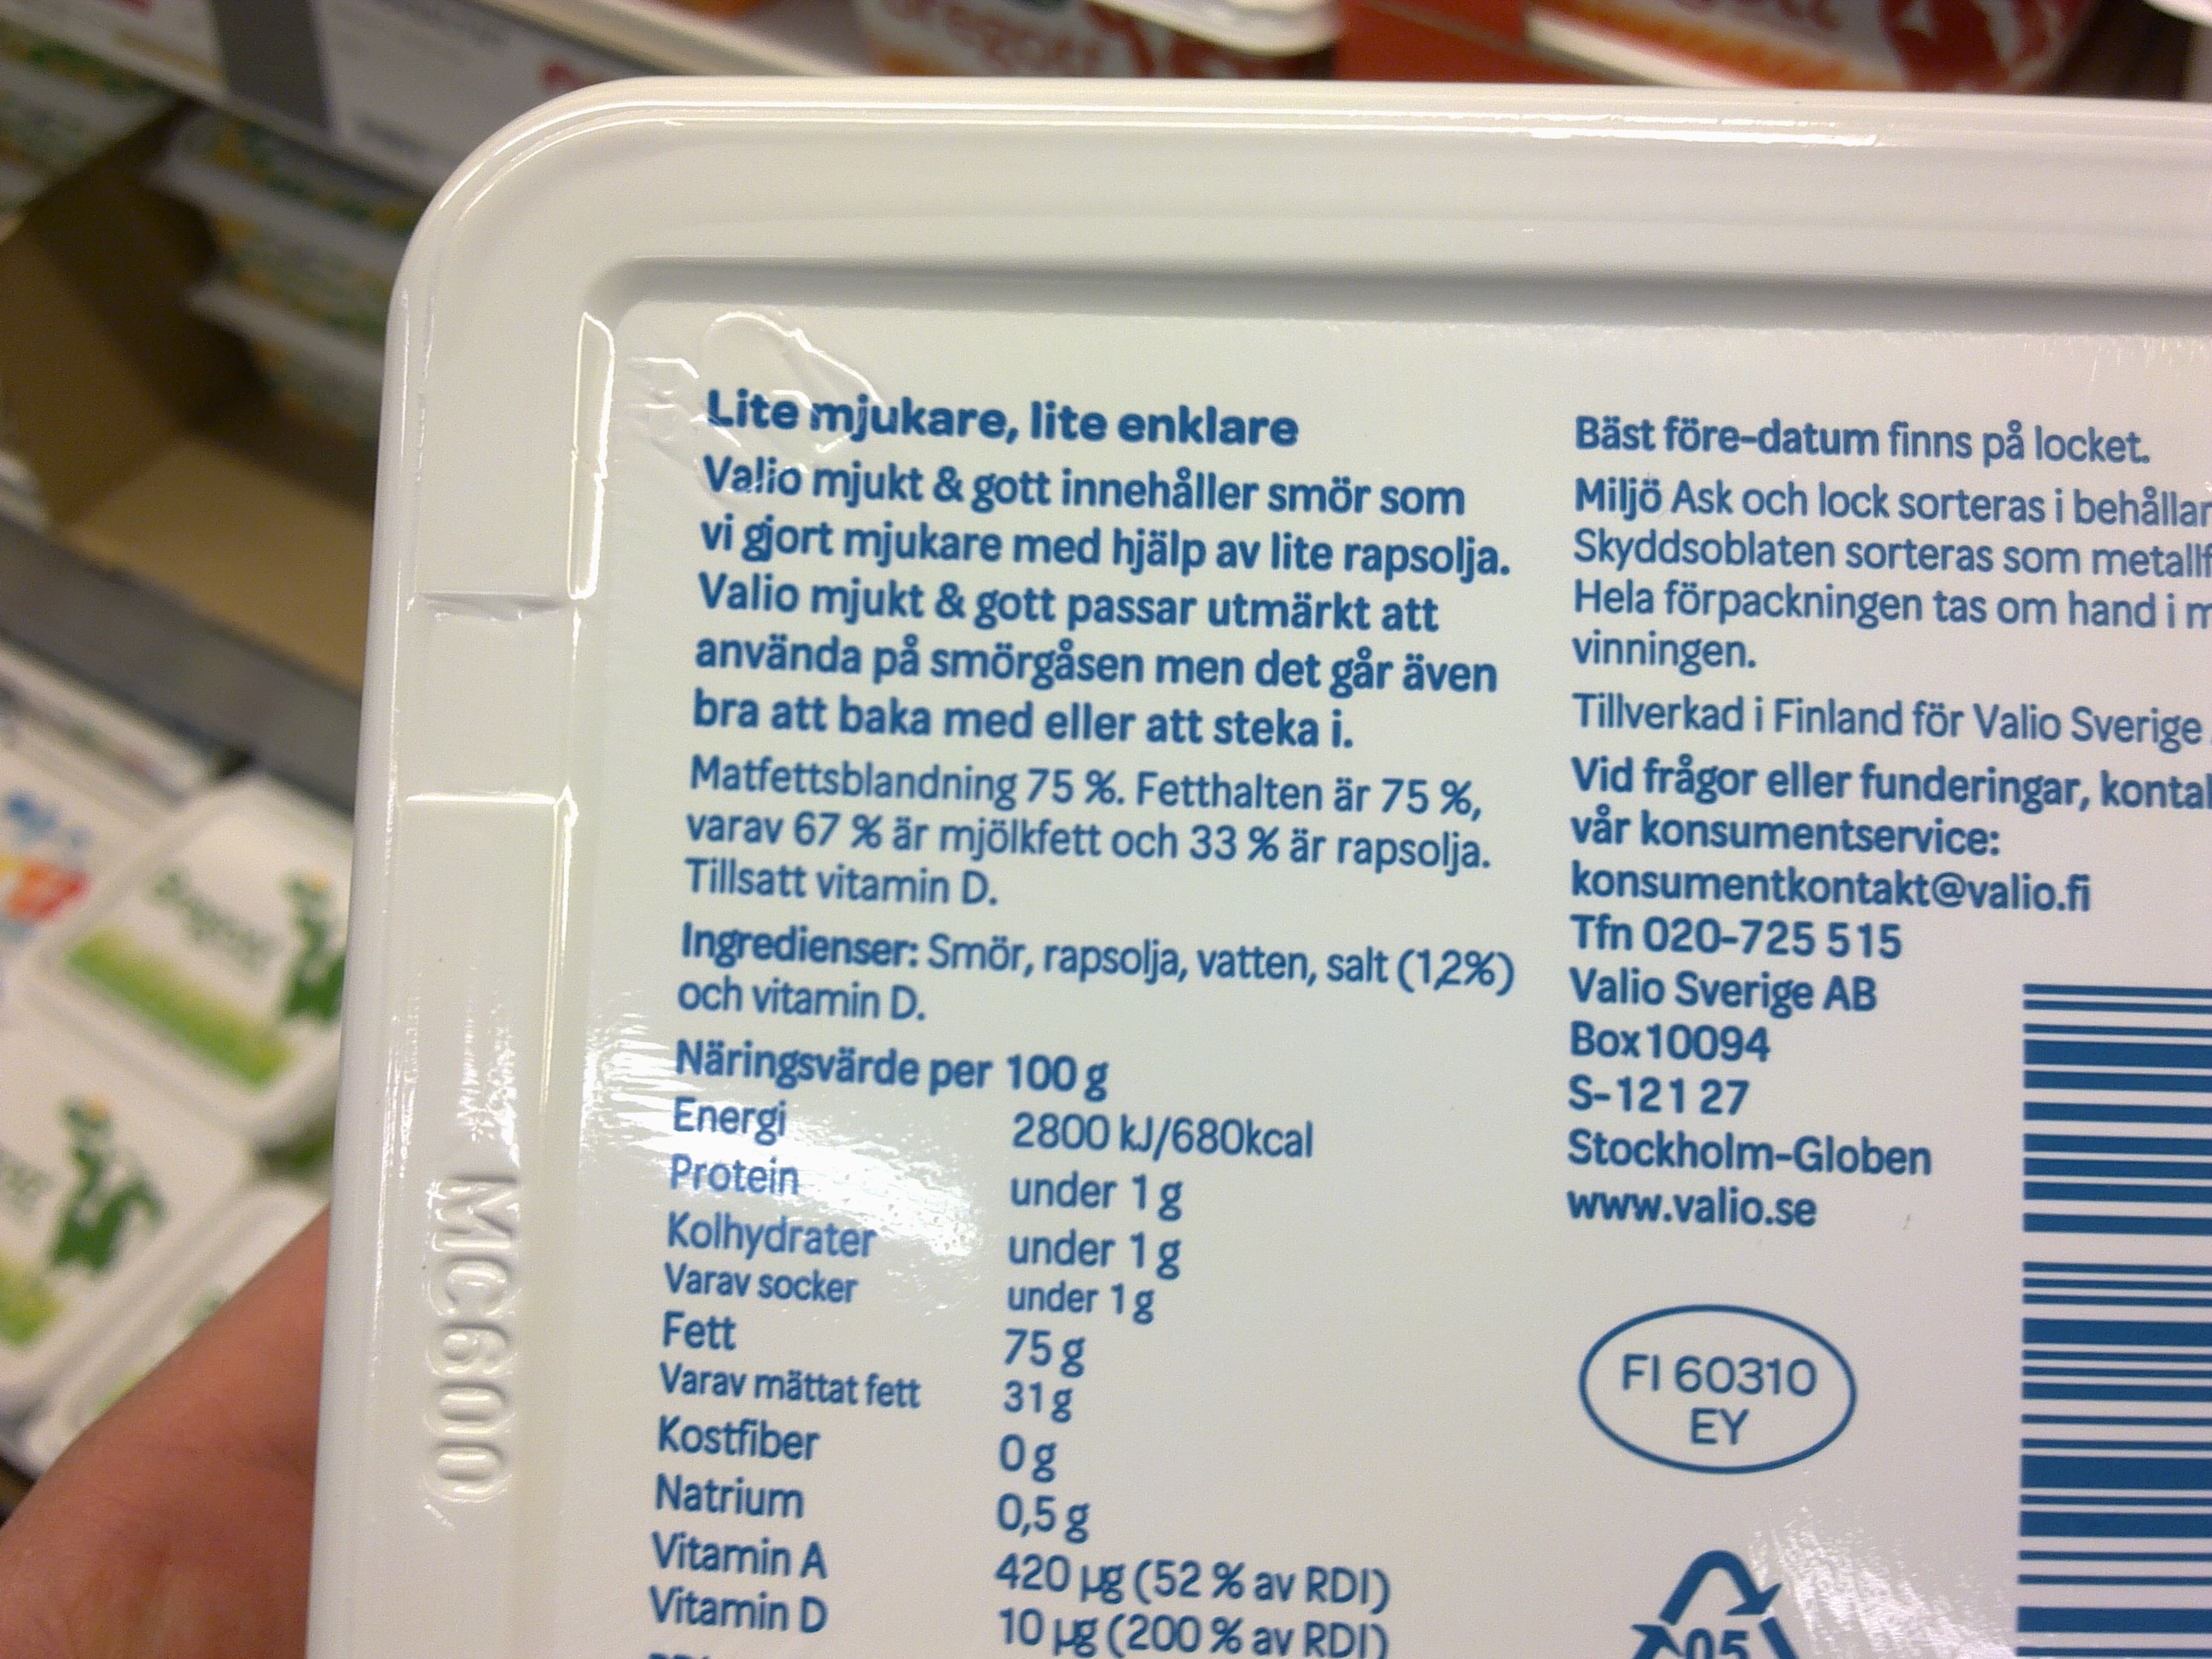 Lite mjukare, lite enklare
Valio mjukt & gott innehåller smör som
vi gjort mjukare med hjälp av lite rapsolja.
Valio mjukt & gott passar utmärkt att
använda på smörgåsen men det går även
bra att baka med eller att steka i.
Matfettsblandning 75 %. Fetthalten är 75 %,
varav 67 % är mjölkfett och 33 % är rapsolja.
Tillsatt vitamin D.
Ingredienser: Smör, rapsolja, vatten, salt (1,2%)
och vitamin D.
Näringsvärde per 100 g
Energi 2800 kJ/680kcal
Protein under 1 g
Kolhydrater under 1 g
Varav socker under 1 g
Fett 75 g
Varav mättat fett 31 g
Kostfiber 0 g
Natrium 0,5 g
Vitamin A 420 µg (52 % av RDI)
Vitamin D 10 µg (200 % av RDI)
Bäst före-datum finns på locket.
Miljö Ask och lock sorteras i
Skyddsoblaten sorteras som
Hela förpackningen tas om hand i
vinningen.
Tillverkad i Finland för Valio Sverige
Vid frågor eller funderingar,
vår konsumentservice:
konsumentkontakt@valio.fi
Tfn 020-725 515
Valio Sverige AB
Box 10094
S-121 27
Stockholm-Globen
www.valio.se
FI 60310
EY
05
MC600
Bregott